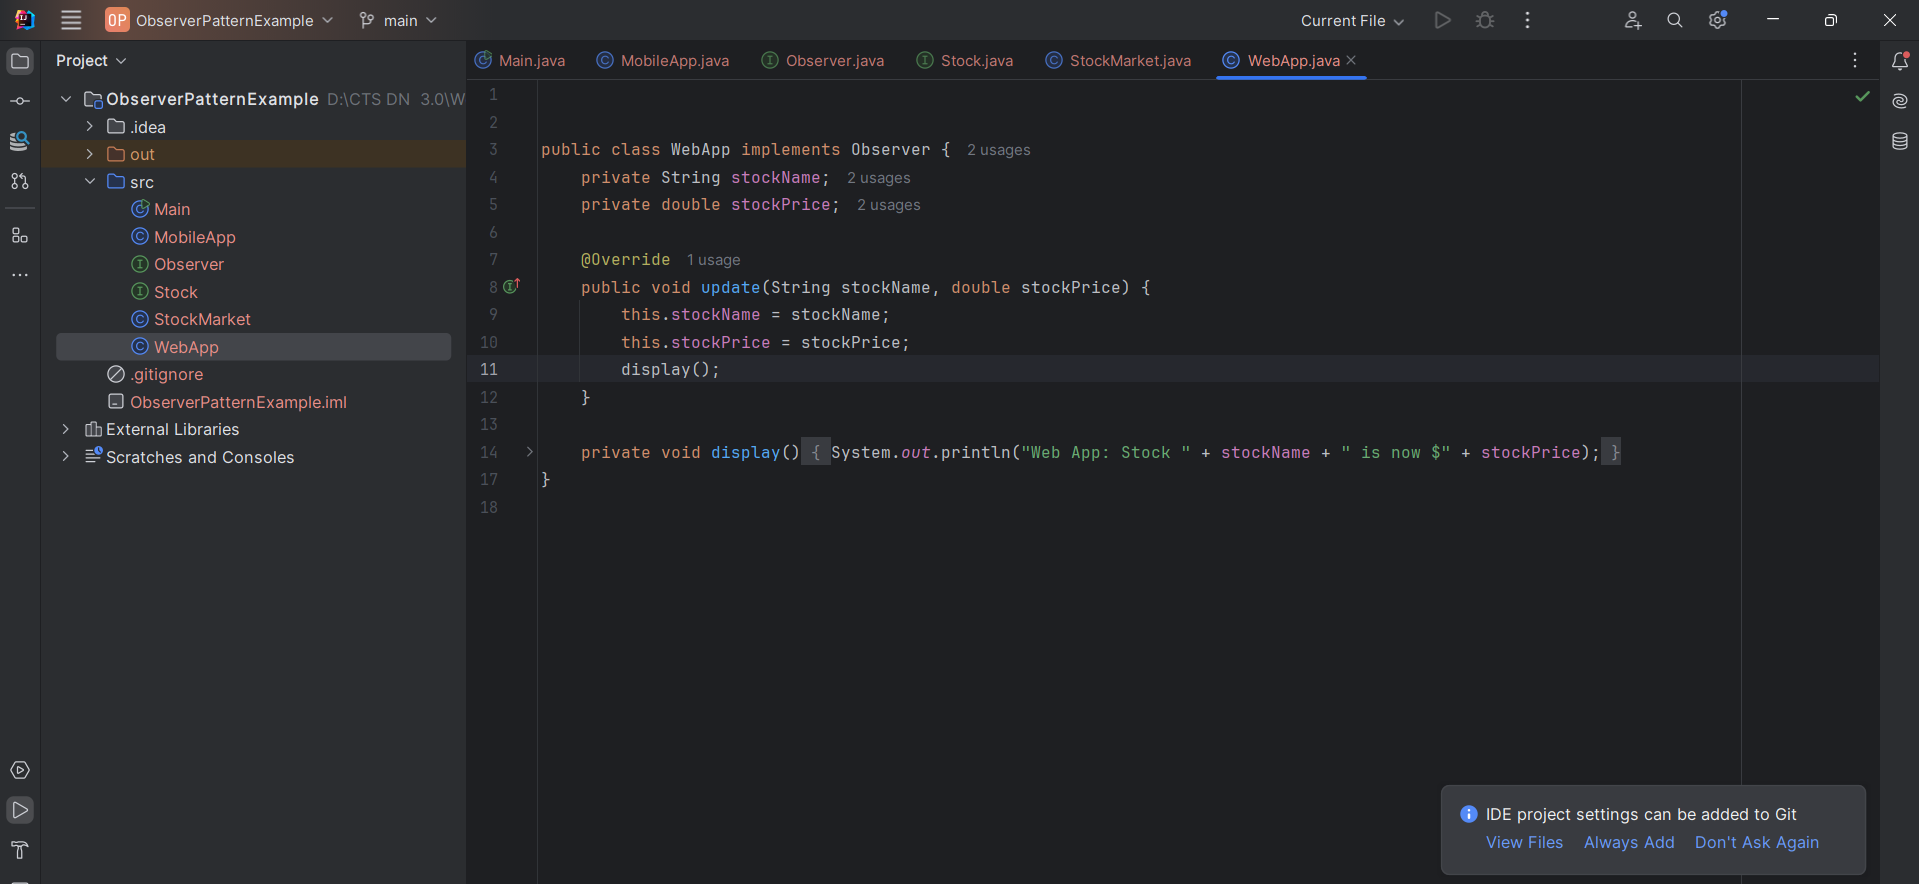 OP ObserverPatternExample main Current File
Project
Main.java MobileApp.java Observer.java Stock.java StockMarket.java WebApp.java
ObserverPatternExample D:\CTS DN 3.0\W
.idea
out
src
Main
MobileApp
Observer
Stock
StockMarket
WebApp
.gitignore
ObserverPatternExample.iml
External Libraries
Scratches and Consoles
1
2
3 public class WebApp implements Observer { 2 usages
4 private String stockName; 2 usages
5 private double stockPrice; 2 usages
6
7 @Override 1 usage
8 public void update(String stockName, double stockPrice) {
9 this.stockName = stockName;
10 this.stockPrice = stockPrice;
11 display();
12 }
13
14 private void display() { System.out.println("Web App: Stock " + stockName + " is now $" + stockPrice); }
17 }
18
IDE project settings can be added to Git
View Files Always Add Don't Ask Again